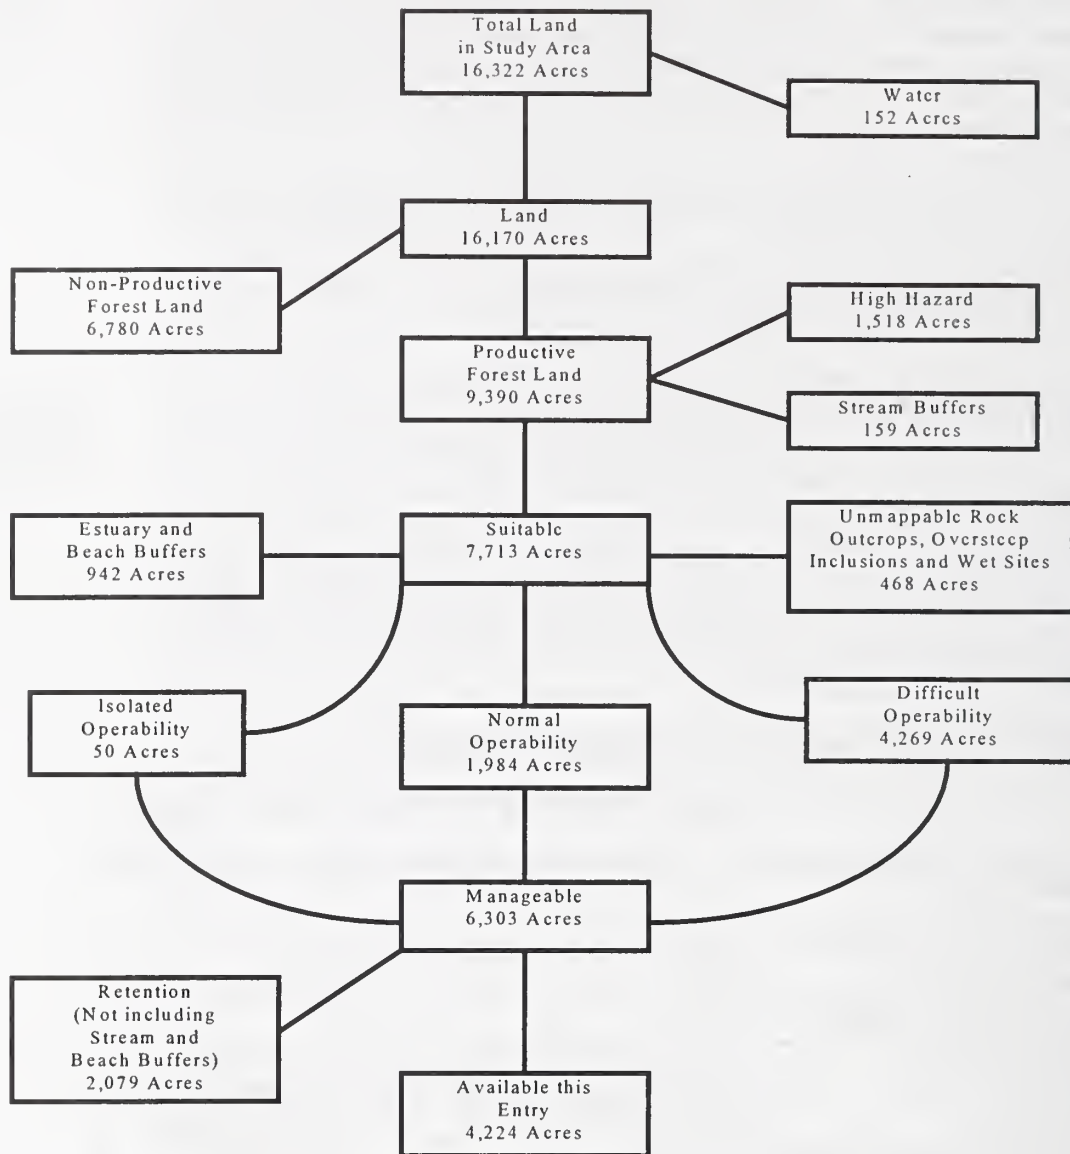 Total Land
in Study Area
16,322 Acres
Water
152 Acres
Land
16,170 Acres
Non-Productive
Forest Land
6,780 Acres
High Hazard
1,518 Acres
Productive
Forest Land
9,390 Acres
Stream Buffers
159 Acres
Estuary and
Beach Buffers
942 Acres
Suitable
7,713 Acres
Unmappable Rock
Outcrops, Oversteep
Inclusions and Wet Sites
468 Acres
Isolated
Operability
50 Acres
Normal
Operability
1,984 Acres
Difficult
Operability
4,269 Acres
Manageable
6,303 Acres
Retention
(Not including
Stream and
Beach Buffers)
2,079 Acres
Available this
Entry
4,224 Acres